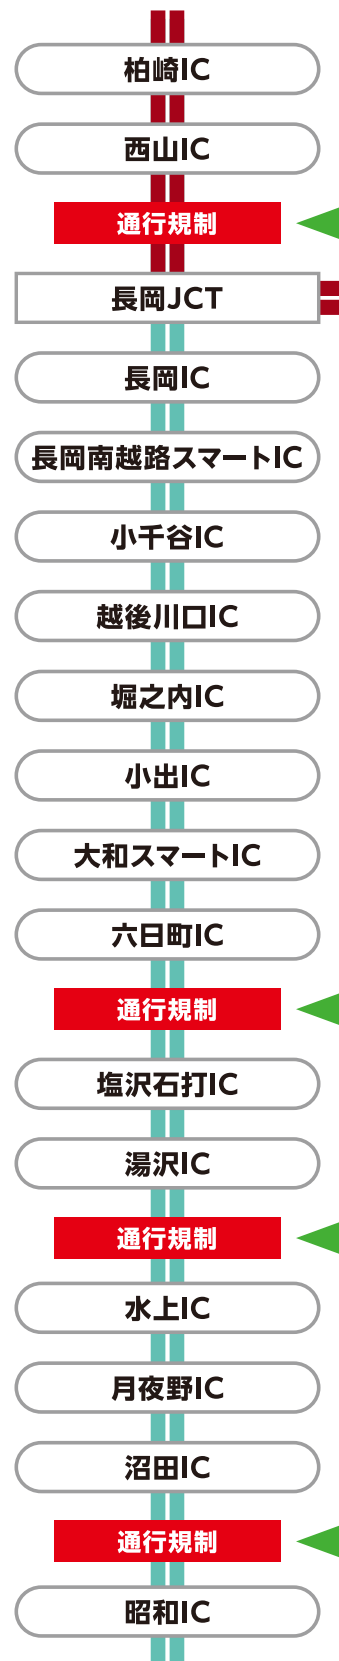 柏崎IC
西山IC
通行規制
長岡JCT
長岡IC
長岡南越路スマートIC
小千谷IC
越後川口IC
堀之内IC
小出IC
大和スマートIC
六日町IC
通行規制
塩沢石打IC
湯沢IC
通行規制
水上IC
月夜野IC
沼田IC
通行規制
昭和IC